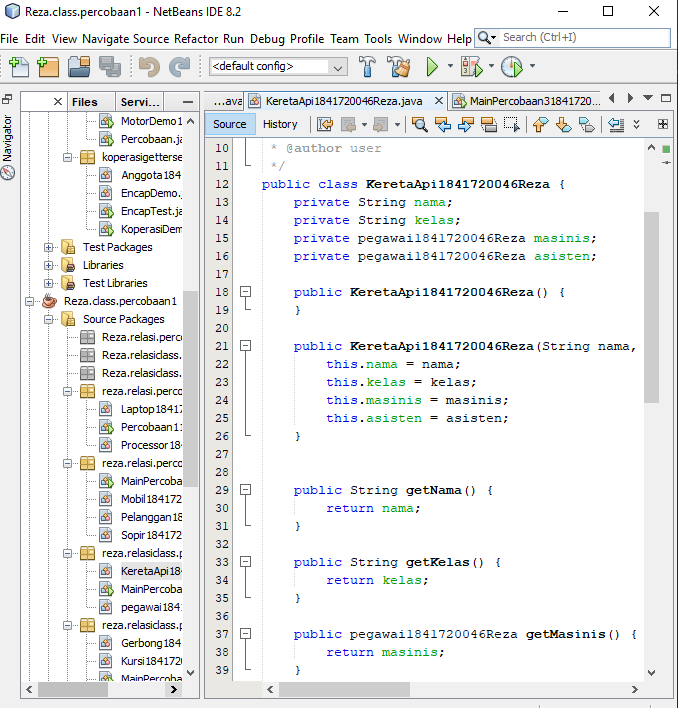 Reza.class.percobaan1 - NetBeans IDE 8.2
File Edit View Navigate Source Refactor Run Debug Profile Team Tools Window Help Search (Ctrl+I)
<default config>
Files Servi... ...ava KeretaApi1841720046Reza.java MainPercobaan31841720...
Navigator
Source History
MotorDemo1
Percobaan.ja
koperasigetterse
Anggota184
EncapDemo.
EncapTest.ja
KoperasiDem
Test Packages
Libraries
Test Libraries
Reza.class.percobaan1
Source Packages
Reza.relasi.perc
Reza.relasiclass.
Reza.relasiclass.
reza.relasi.perco
Laptop18417
Percobaan11
Processor184
reza.relasi.perco
MainPercoba
Mobil184172
Pelanggan18
Sopir184172
reza.relasiclass.p
KeretaApi184
MainPercoba
pegawai1841
reza.relasiclass.p
Gerbong184
Kursi1841720
MainPercoba
10 * @author user
11 */
12 public class KeretaApi1841720046Reza {
13 private String nama;
14 private String kelas;
15 private pegawai1841720046Reza masinis;
16 private pegawai1841720046Reza asisten;
17
18 public KeretaApi1841720046Reza() {
19 }
20
21 public KeretaApi1841720046Reza(String nama,
22 this.nama = nama;
23 this.kelas = kelas;
24 this.masinis = masinis;
25 this.asisten = asisten;
26 }
27
28
29 public String getNama() {
30 return nama;
31 }
32
33 public String getKelas() {
34 return kelas;
35 }
36
37 public pegawai1841720046Reza getMasinis() {
38 return masinis;
39 }